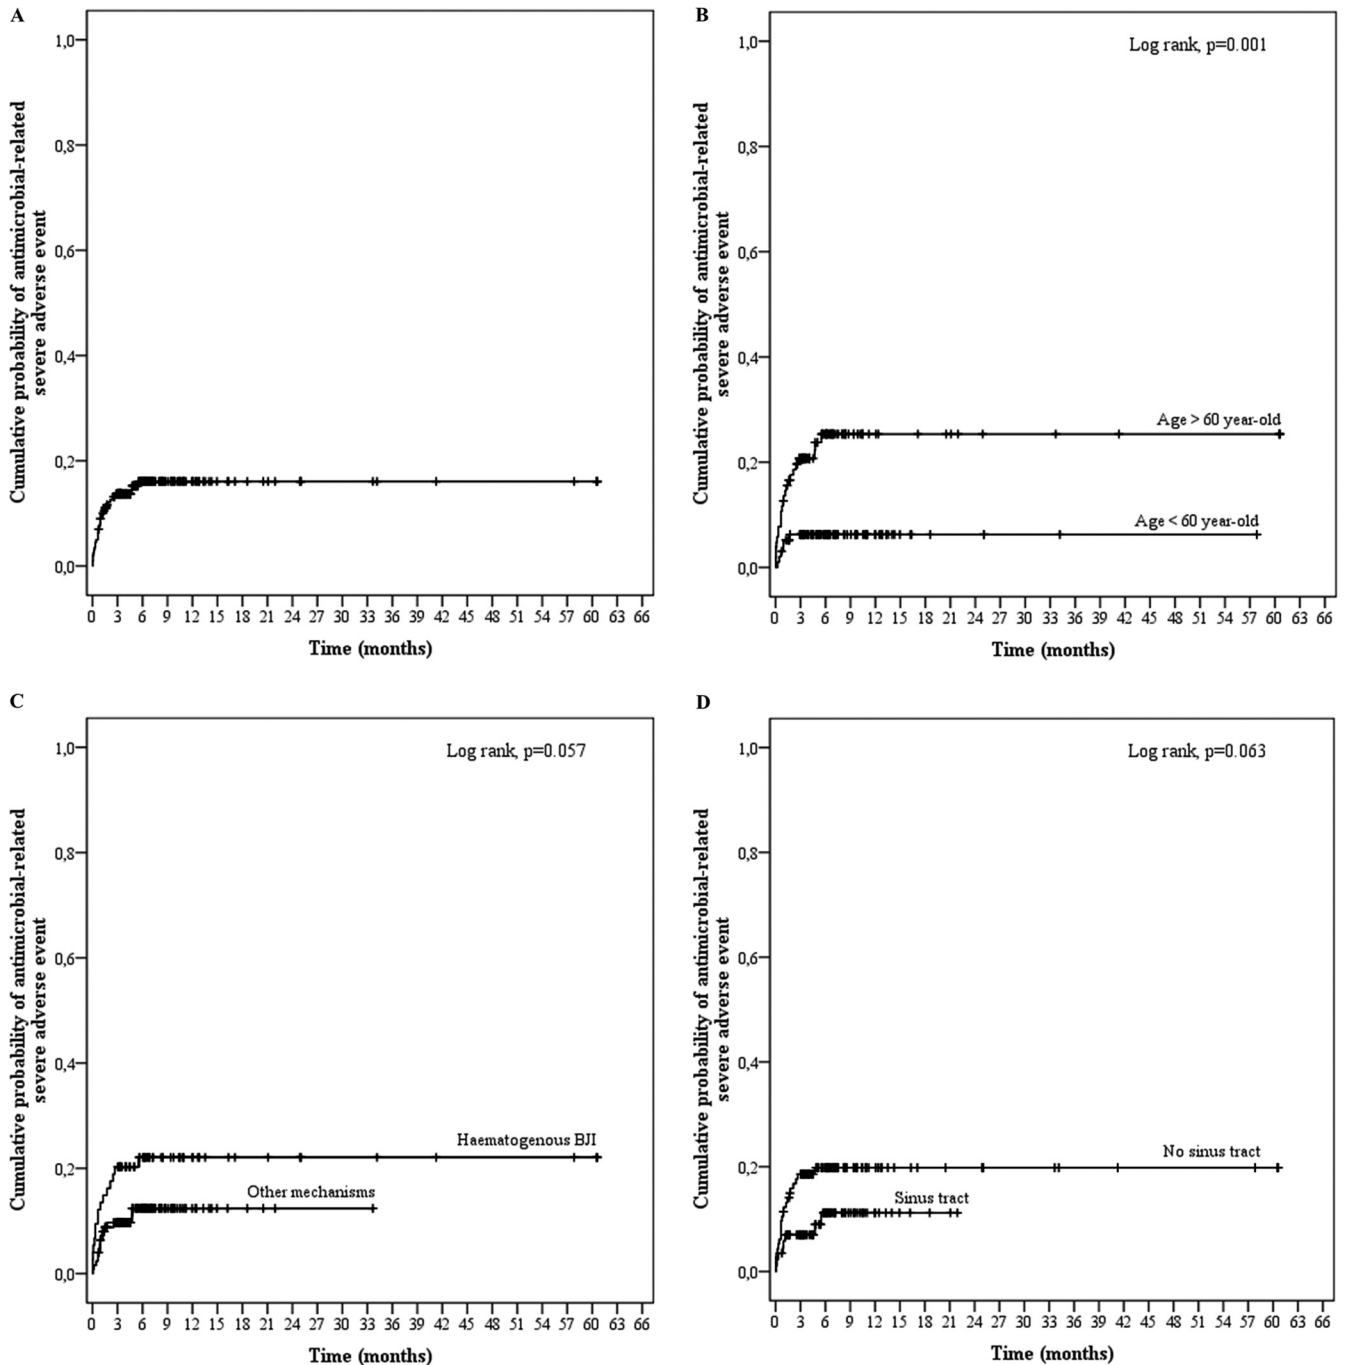 A
Cumulative probability of antimicrobial-related
severe adverse event
1,0
0,8
0,6
0,4
0,2
0,0
0 3 6 9 12 15 18 21 24 27 30 33 36 39 42 45 48 51 54 57 60 63 66
Time (months)
B
Log rank, p=0.001
Cumulative probability of antimicrobial-related
severe adverse event
1,0
0,8
0,6
0,4
0,2
0,0
Age > 60 year-old
Age < 60 year-old
0 3 6 9 12 15 18 21 24 27 30 33 36 39 42 45 48 51 54 57 60 63 66
Time (months)
C
Log rank, p=0.057
Cumulative probability of antimicrobial-related
severe adverse event
1,0
0,8
0,6
0,4
0,2
0,0
Haematogenous BJI
Other mechanisms
0 3 6 9 12 15 18 21 24 27 30 33 36 39 42 45 48 51 54 57 60 63 66
Time (months)
D
Log rank, p=0.063
Cumulative probability of antimicrobial-related
severe adverse event
1,0
0,8
0,6
0,4
0,2
0,0
No sinus tract
Sinus tract
0 3 6 9 12 15 18 21 24 27 30 33 36 39 42 45 48 51 54 57 60 63 66
Time (months)